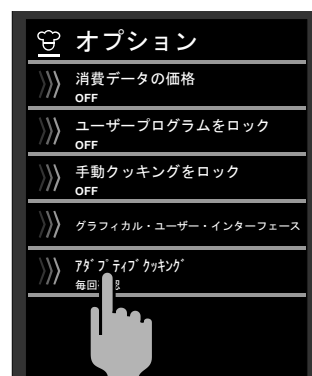 オプション
消費データの価格
OFF
ユーザープログラムをロック
OFF
手動クッキングをロック
OFF
グラフィカル・ユーザー・インターフェース
ｱﾀﾞﾌﾟﾃｨﾌﾞｸｯｷﾝｸﾞ
毎回